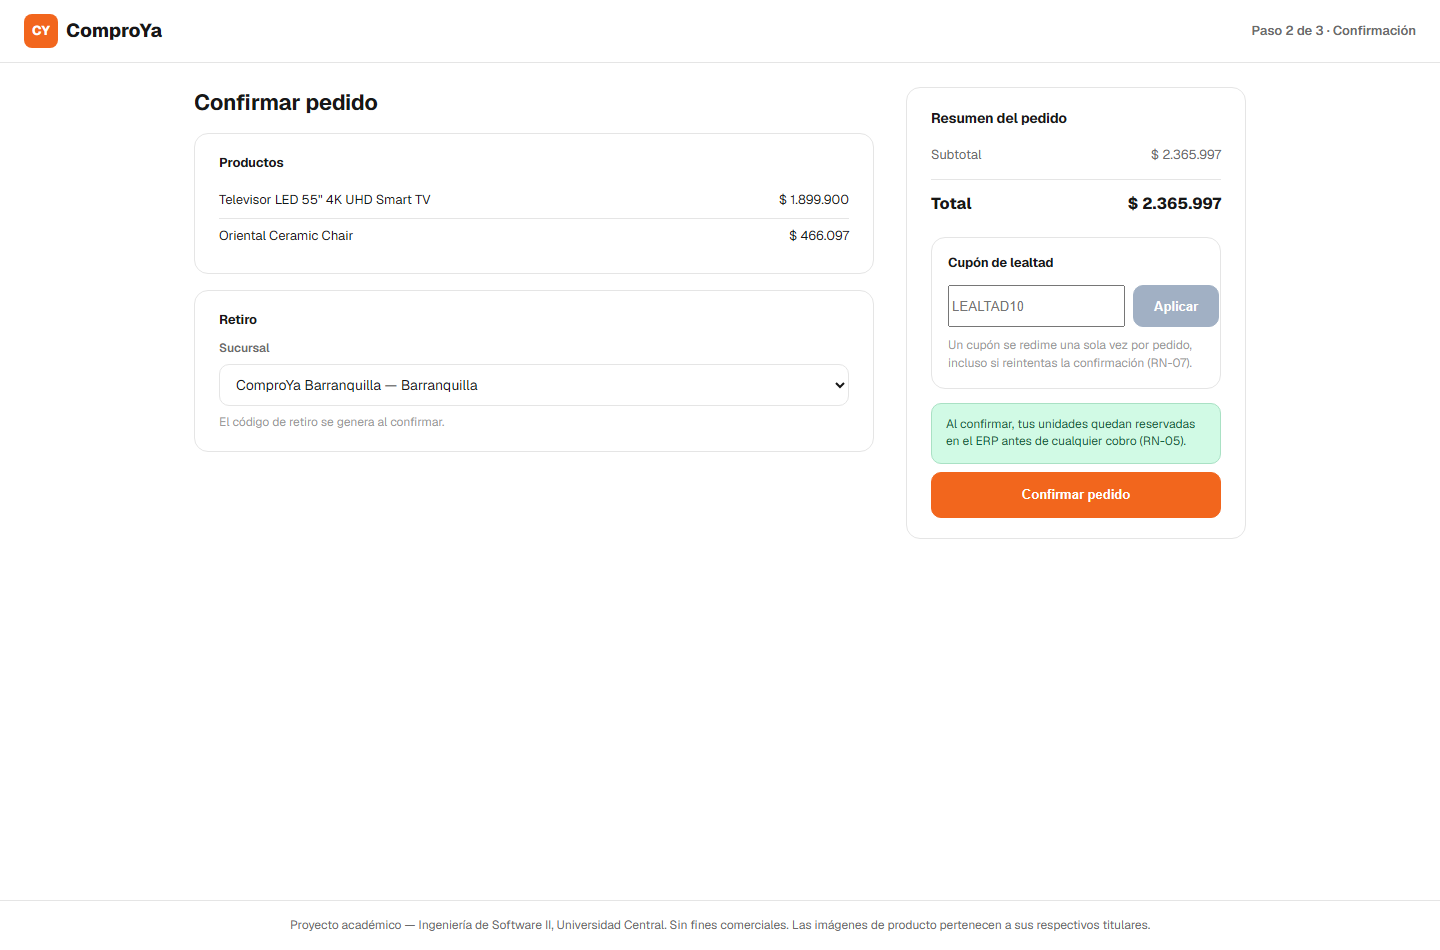 CY ComproYa
Paso 2 de 3 · Confirmación
Confirmar pedido
Productos
Televisor LED 55" 4K UHD Smart TV $ 1.899.900
Oriental Ceramic Chair $ 466.097
Retiro
Sucursal
ComproYa Barranquilla — Barranquilla
El código de retiro se genera al confirmar.
Resumen del pedido
Subtotal $ 2.365.997
Total $ 2.365.997
Cupón de lealtad
LEALTAD10 Aplicar
Un cupón se redime una sola vez por pedido,
incluso si reintentas la confirmación (RN-07).
Al confirmar, tus unidades quedan reservadas
en el ERP antes de cualquier cobro (RN-05).
Confirmar pedido
Proyecto académico — Ingeniería de Software II, Universidad Central. Sin fines comerciales. Las imágenes de producto pertenecen a sus respectivos titulares.